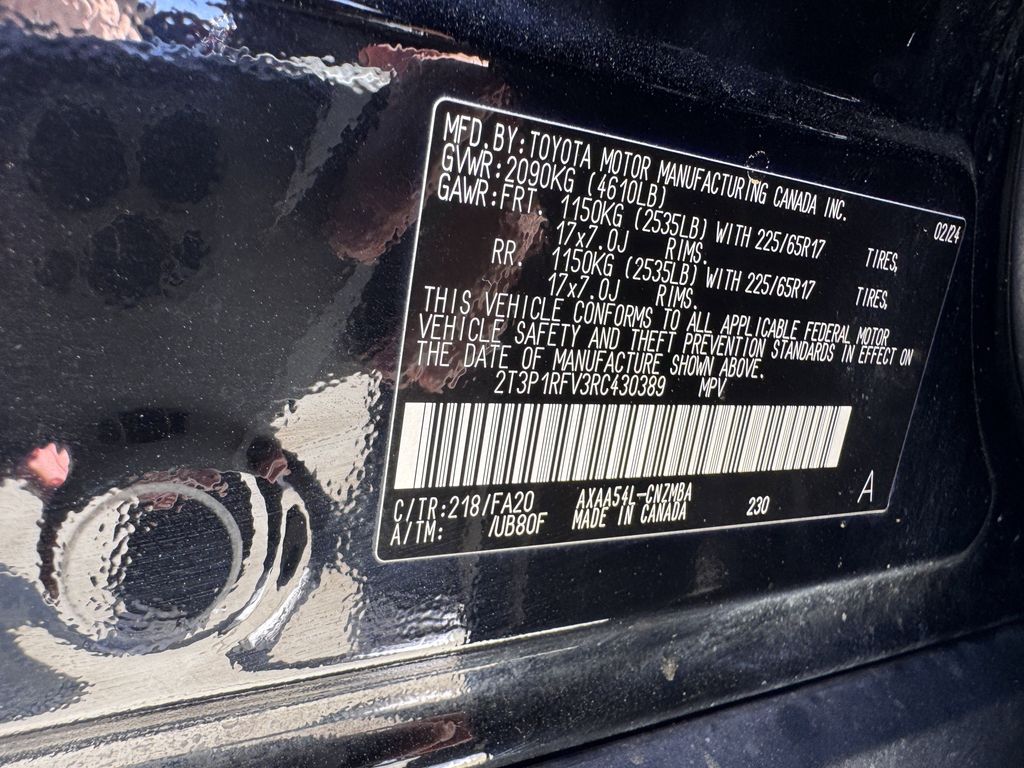 MFD.BY:TOYOTA MOTOR MANUFACTURING CANADA INC.
GVWR:2090KG (4610LB) 02/24
GAWR:FRT. 1150KG (2535LB) WITH 225/65R17 TIRES,
17x7.0J RIMS.
RR. 1150KG (2535LB) WITH 225/65R17 TIRES,
17x7.0J RIMS.
THIS VEHICLE CONFORMS TO ALL APPLICABLE FEDERAL MOTOR
VEHICLE SAFETY AND THEFT PREVENTION STANDARDS IN EFFECT ON
THE DATE OF MANUFACTURE SHOWN ABOVE.
2T3P1RFV3RC430389 MPV
C/TR:218/FA20 AXAA54L-CNZMBA 230 A
A/TM: /UB80F MADE IN CANADA